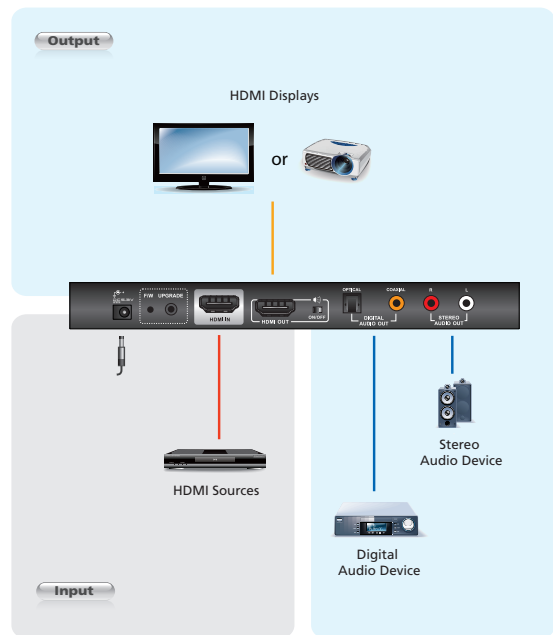 Output
HDMI Displays
or
F/W UPGRADE
HDMI IN
HDMI OUT
ON/OFF
OPTICAL
COAXIAL
DIGITAL
AUDIO OUT
R
L
STEREO
AUDIO OUT
Stereo
Audio Device
HDMI Sources
Digital
Audio Device
Input